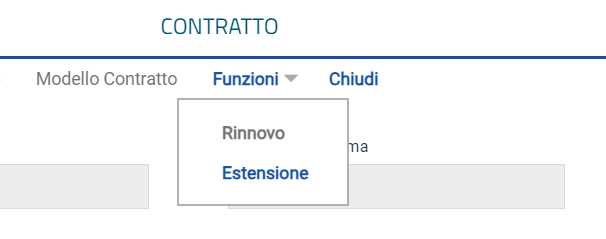 CONTRATTO
Modello Contratto Funzioni Chiudi
Rinnovo
Estensione